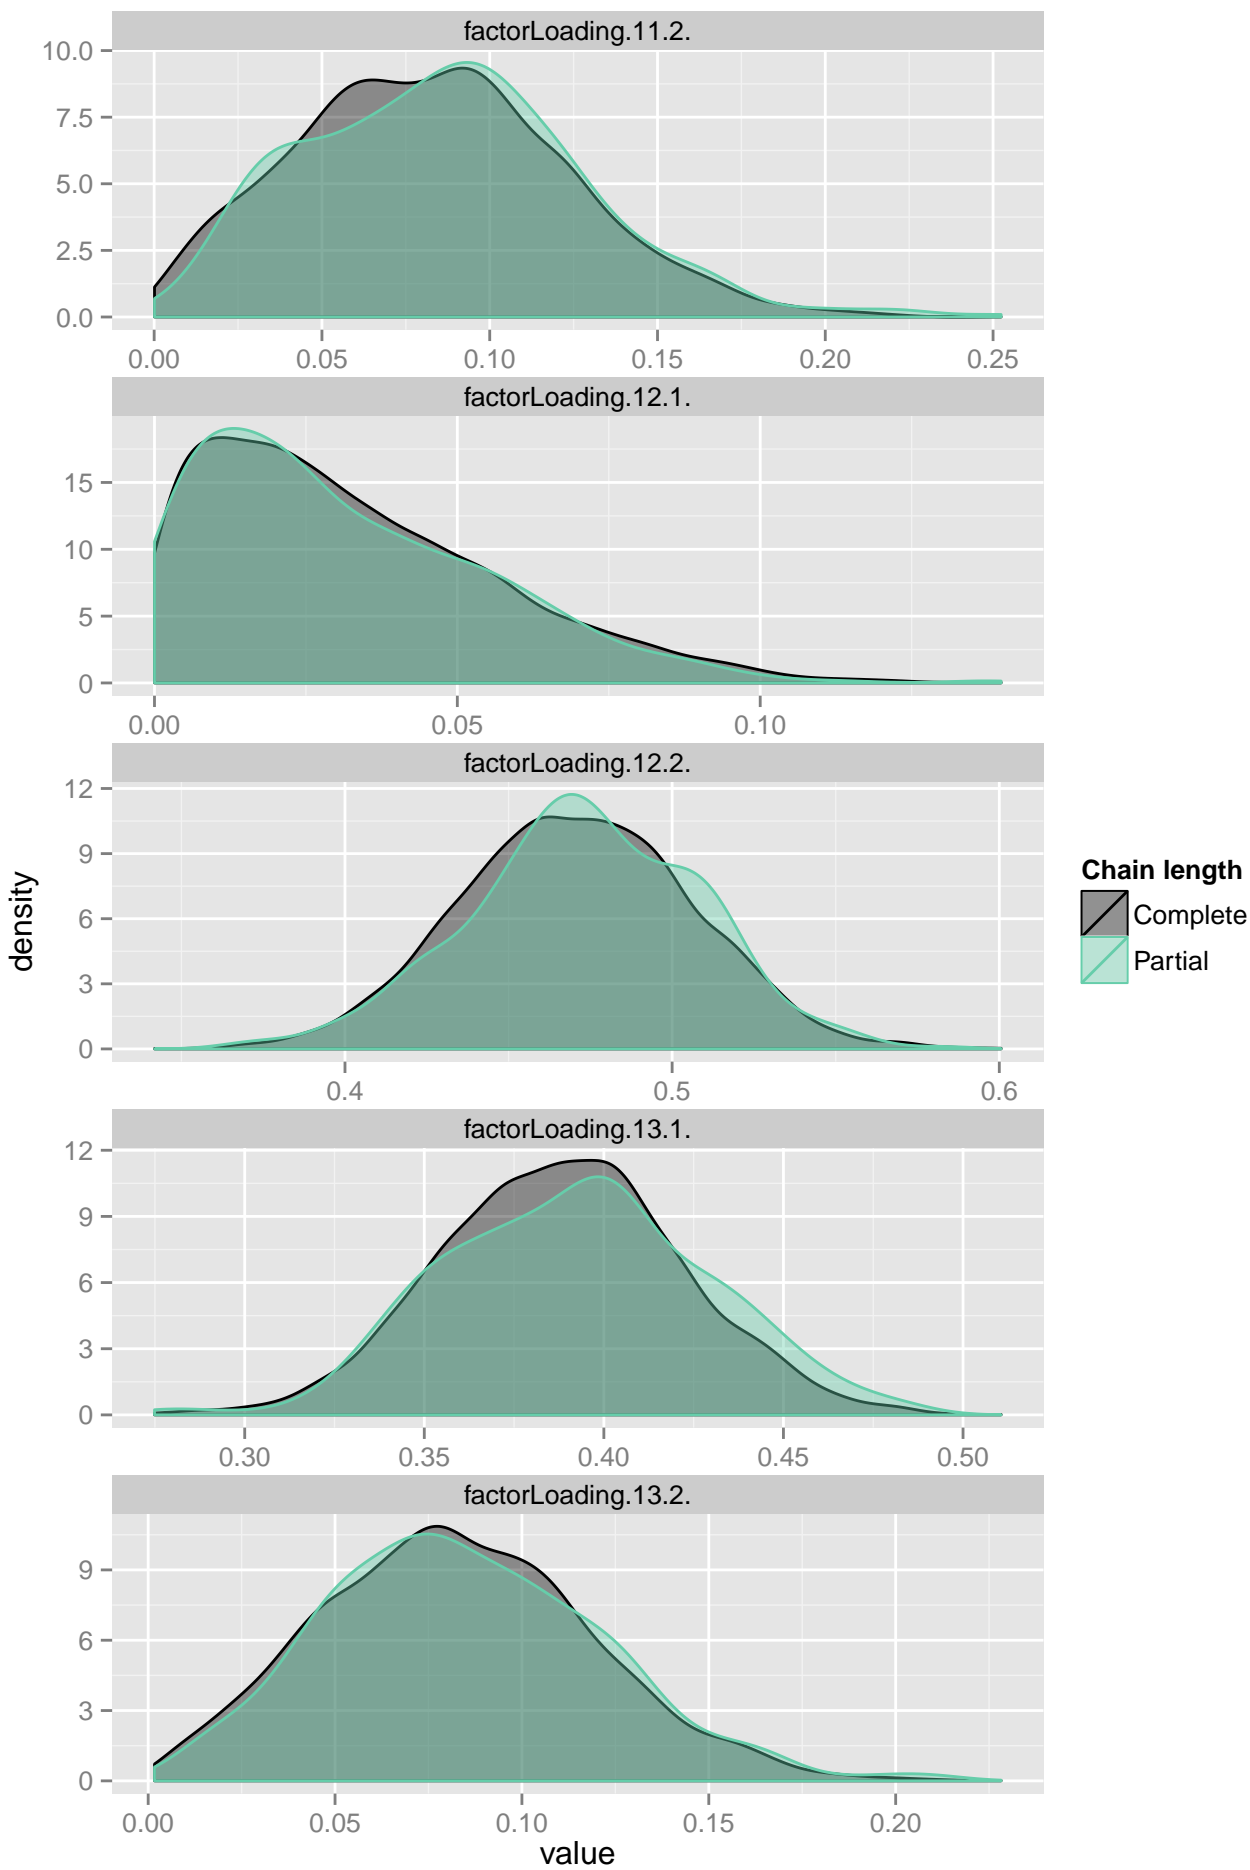 factorLoading.11.2.
10.0
7.5
5.0
2.5
0.0
0.00 0.05 0.10 0.15 0.20 0.25
factorLoading.12.1.
15
10
5
0
0.00 0.05 0.10
factorLoading.12.2.
12
9
6
3
0
0.4 0.5 0.6
factorLoading.13.1.
12
9
6
3
0
0.30 0.35 0.40 0.45 0.50
factorLoading.13.2.
9
6
3
0
0.00 0.05 0.10 0.15 0.20
value
density
Chain length
Complete
Partial